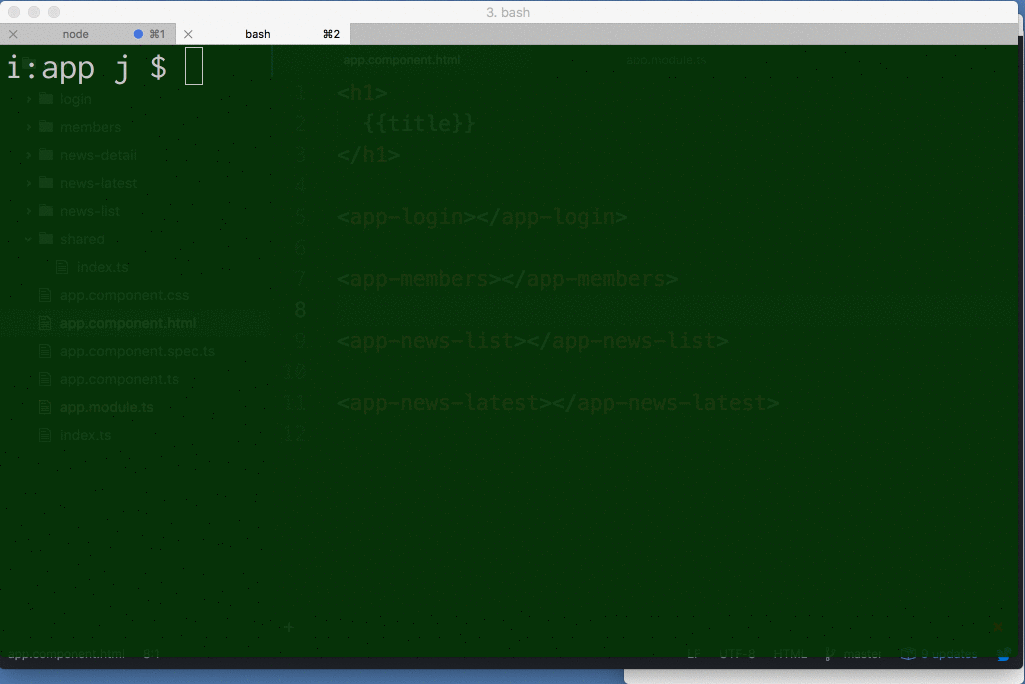 3. bash
node ⌘1 bash ⌘2
i:app j $
app.component.html app.module.ts
login
members
news-detail
news-latest
news-list
shared
index.ts
app.component.css
app.component.html
app.component.spec.ts
app.component.ts
app.module.ts
index.ts
1 <h1>
2 {{title}}
3 </h1>
4
5 <app-login></app-login>
6
7 <app-members></app-members>
8
9 <app-news-list></app-news-list>
10
11 <app-news-latest></app-news-latest>
12
+
app.component.html 8:1 LF UTF-8 HTML master 9 updates